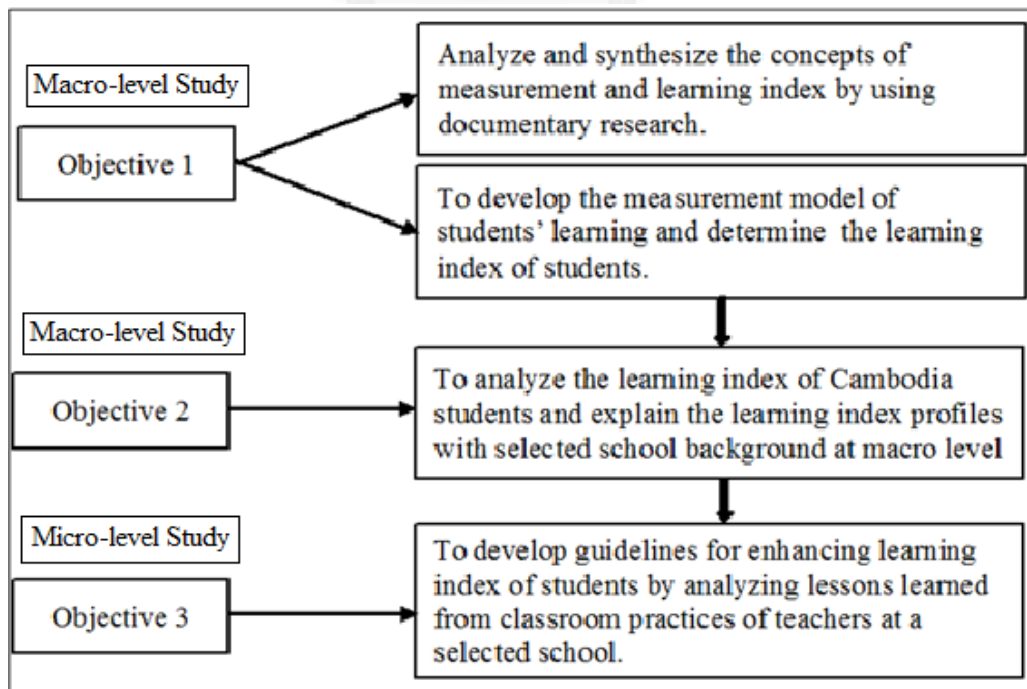 Macro-level Study
Objective 1
Analyze and synthesize the concepts of
measurement and learning index by using
documentary research.
To develop the measurement model of
students’ learning and determine the learning
index of students.
Macro-level Study
Objective 2
To analyze the learning index of Cambodia
students and explain the learning index profiles
with selected school background at macro level
Micro-level Study
Objective 3
To develop guidelines for enhancing learning
index of students by analyzing lessons learned
from classroom practices of teachers at a
selected school.